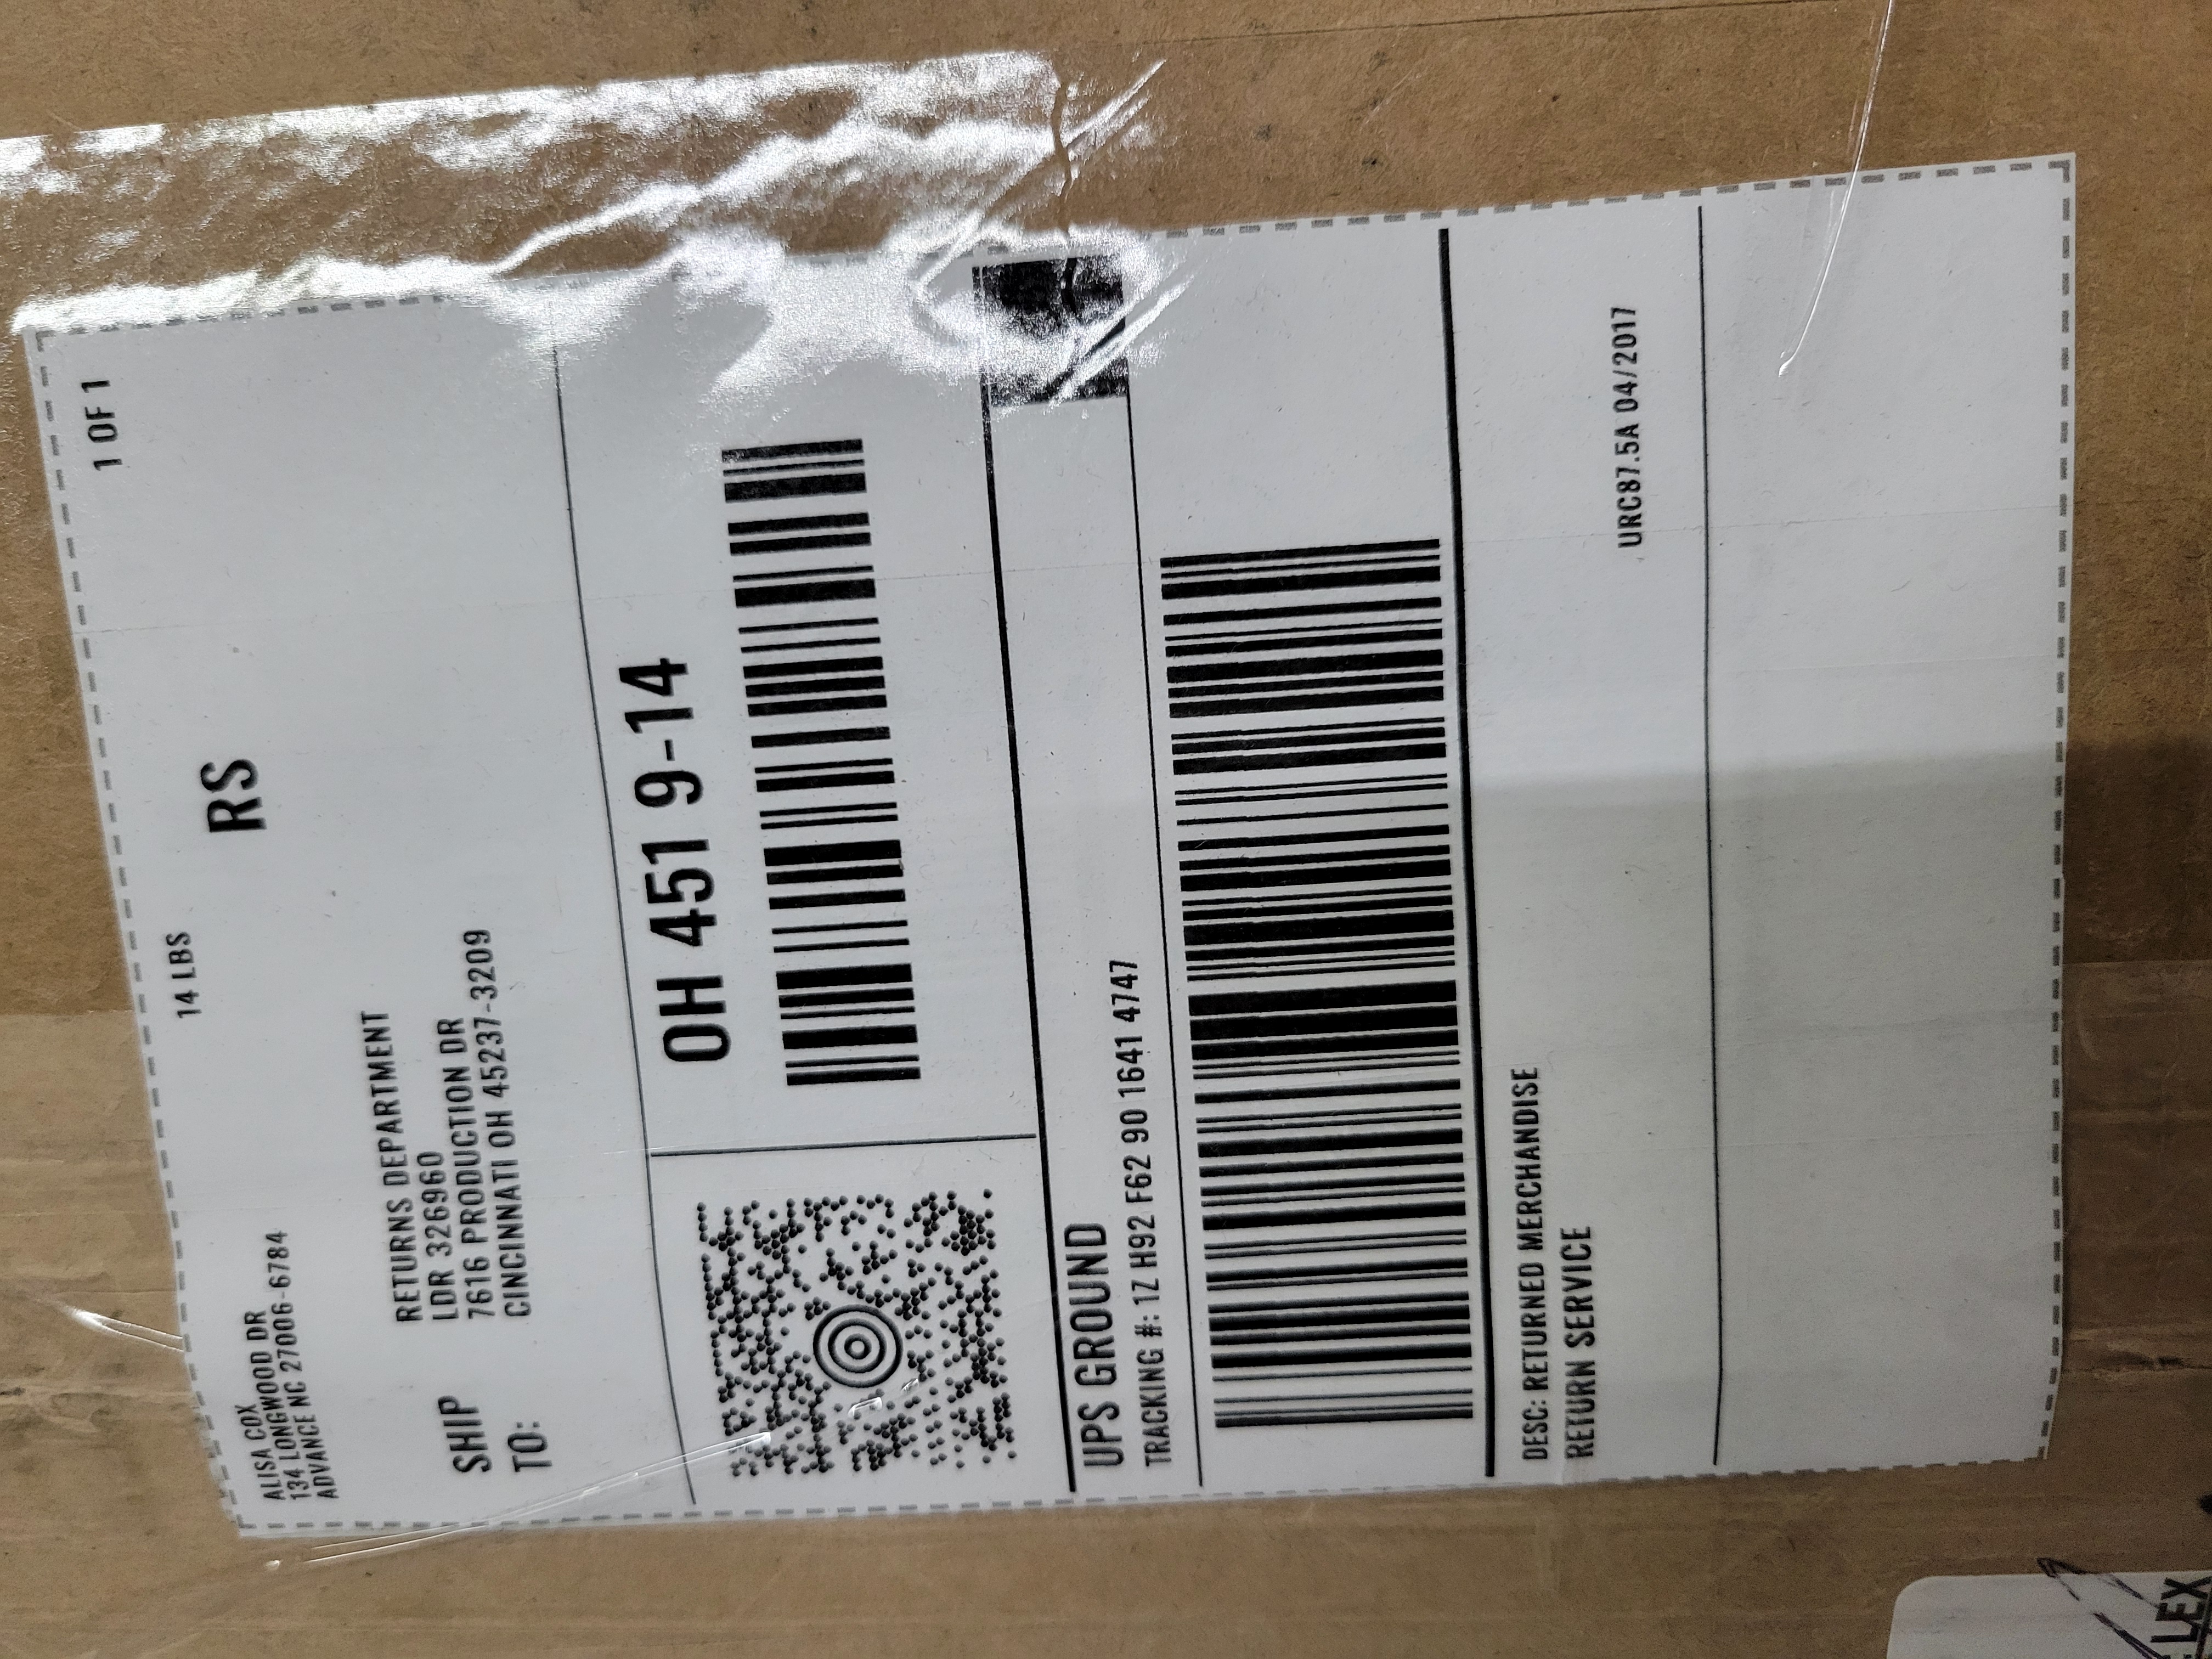 14 LBS
1 OF 1
ALISA COX
134 LONGWOOD DR
ADVANCE NC 27006-6784
RS
SHIP
TO:
RETURNS DEPARTMENT
LDR 326960
7616 PRODUCTION DR
CINCINNATI OH 45237-3209
OH 451 9-14
UPS GROUND
TRACKING #: 1Z H92 F62 90 1641 4747
DESC: RETURNED MERCHANDISE
RETURN SERVICE
URC87.5A 04/2017
LEX